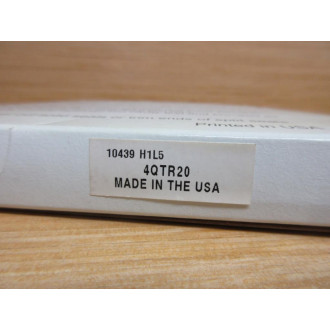 Printed in USA
10439 H1L5
4QTR20
MADE IN THE USA